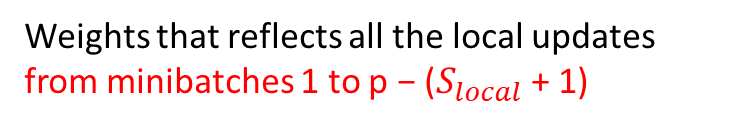 Weights that reflects all the local updates
from minibatches 1 to p − (S_local + 1)